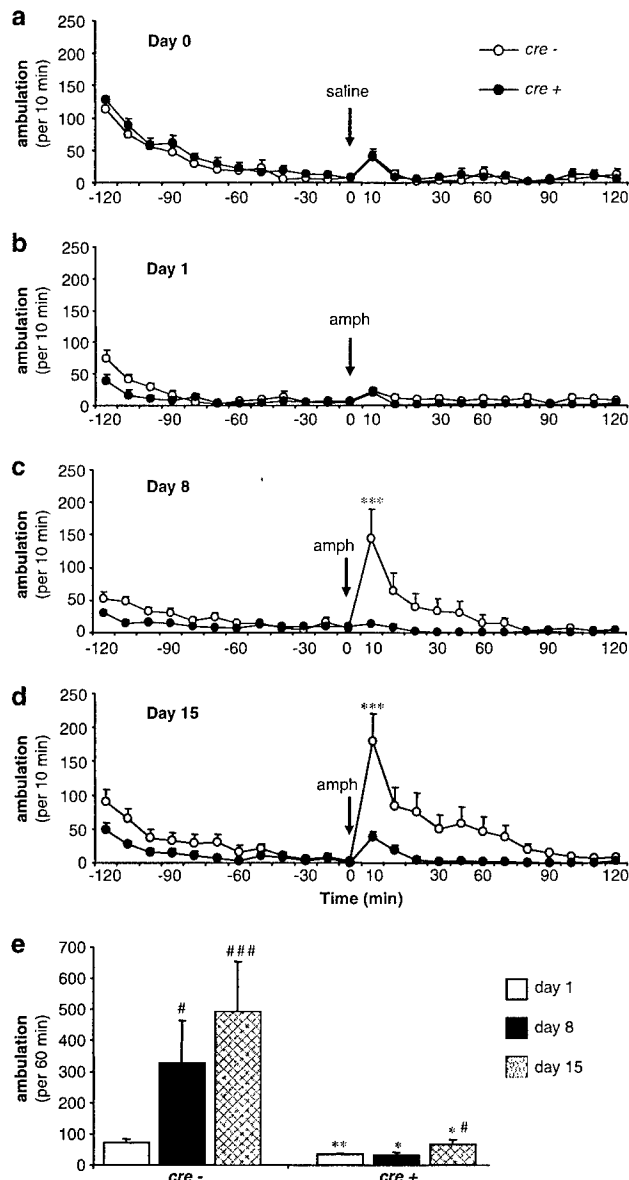 a
Day 0
cre -
cre +
saline
ambulation
(per 10 min)
250
200
150
100
50
0
-120 -90 -60 -30 0 10 30 60 90 120
b
Day 1
amph
ambulation
(per 10 min)
250
200
150
100
50
0
-120 -90 -60 -30 0 10 30 60 90 120
c
Day 8
***
amph
ambulation
(per 10 min)
250
200
150
100
50
0
-120 -90 -60 -30 0 10 30 60 90 120
d
Day 15
***
amph
ambulation
(per 10 min)
250
200
150
100
50
0
-120 -90 -60 -30 0 10 30 60 90 120
Time (min)
e
ambulation
(per 60 min)
700
600
500
400
300
200
100
0
#
###
**
*
* #
day 1
day 8
day 15
cre - cre +